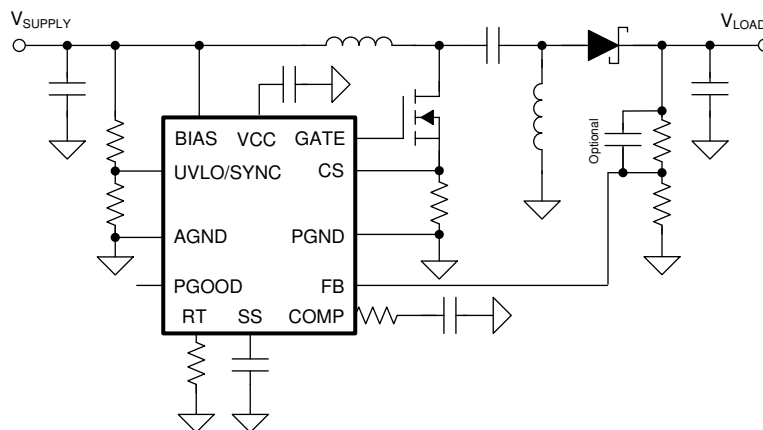 VSUPPLY
VLOAD
BIAS VCC GATE
UVLO/SYNC CS
Optional
AGND PGND
PGOOD FB
RT SS COMP